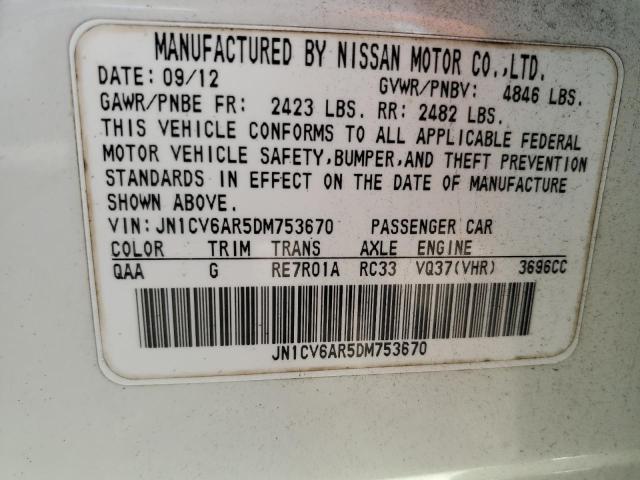 MANUFACTURED BY NISSAN MOTOR CO.,LTD.
DATE: 09/12 GVWR/PNBV: 4846 LBS.
GAWR/PNBE FR: 2423 LBS. RR: 2482 LBS.
THIS VEHICLE CONFORMS TO ALL APPLICABLE FEDERAL
MOTOR VEHICLE SAFETY,BUMPER,AND THEFT PREVENTION
STANDARDS IN EFFECT ON THE DATE OF MANUFACTURE
SHOWN ABOVE.
VIN: JN1CV6AR5DM753670 PASSENGER CAR
COLOR TRIM TRANS AXLE ENGINE
QAA G RE7R01A RC33 VQ37(VHR) 3696CC
JN1CV6AR5DM753670